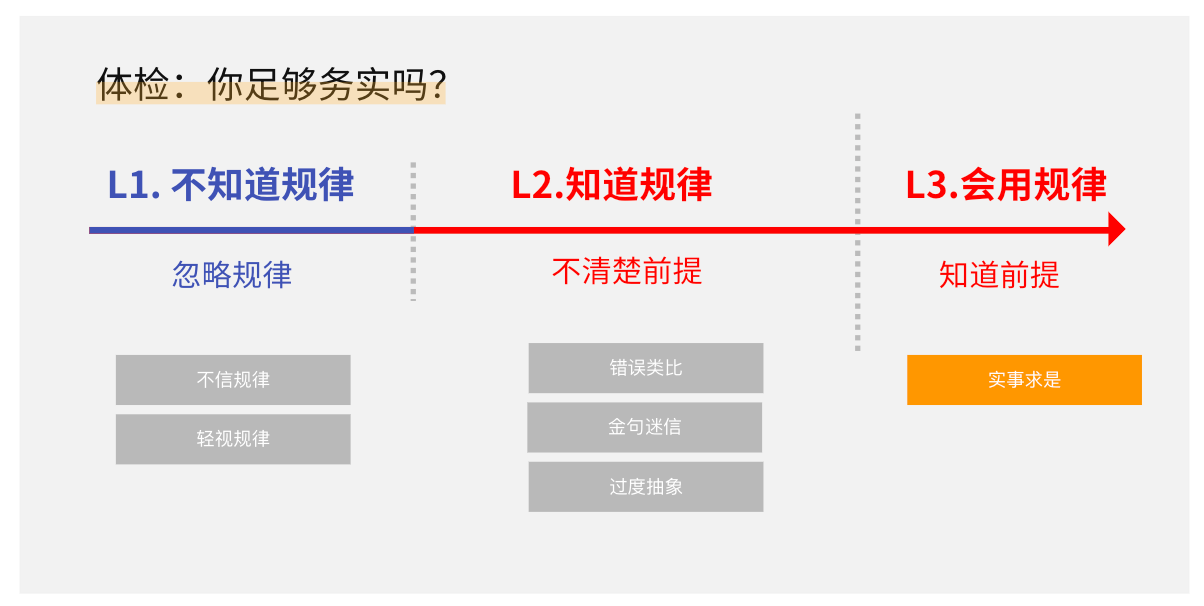 体检：你足够务实吗？
L1. 不知道规律
L2.知道规律
L3.会用规律
忽略规律
不清楚前提
知道前提
不信规律
轻视规律
错误类比
金句迷信
过度抽象
实事求是